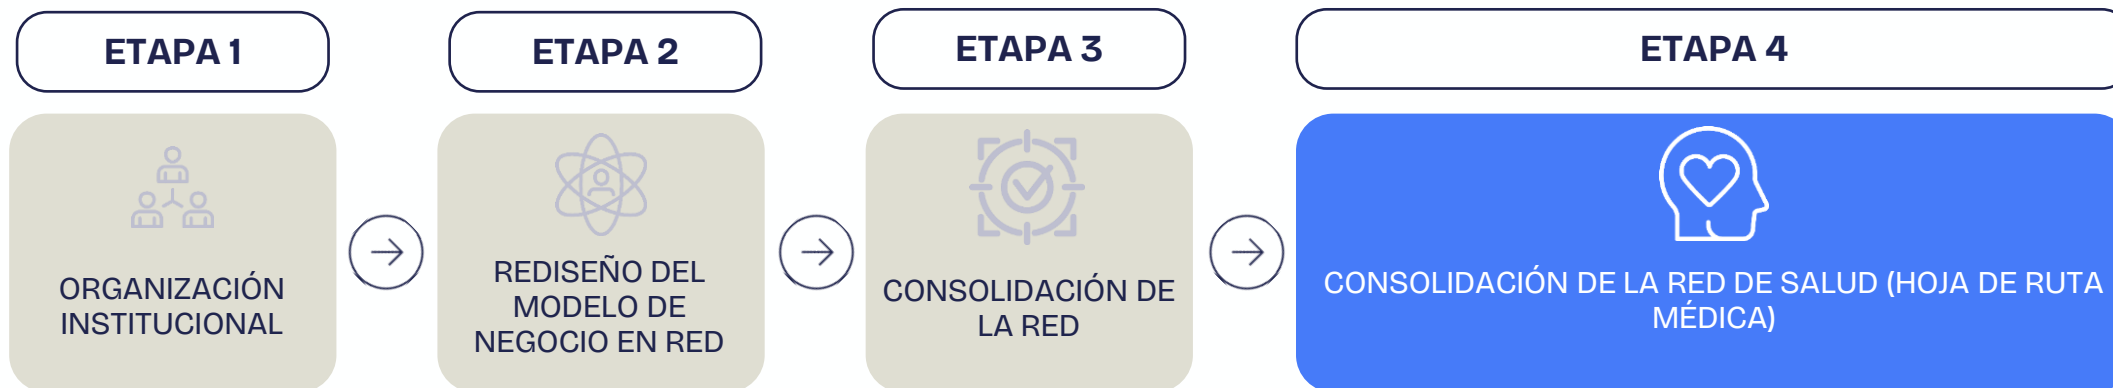 ETAPA 1
ORGANIZACIÓN
INSTITUCIONAL
ETAPA 2
REDISEÑO DEL
MODELO DE
NEGOCIO EN RED
ETAPA 3
CONSOLIDACIÓN DE
LA RED
ETAPA 4
CONSOLIDACIÓN DE LA RED DE SALUD (HOJA DE RUTA
MÉDICA)